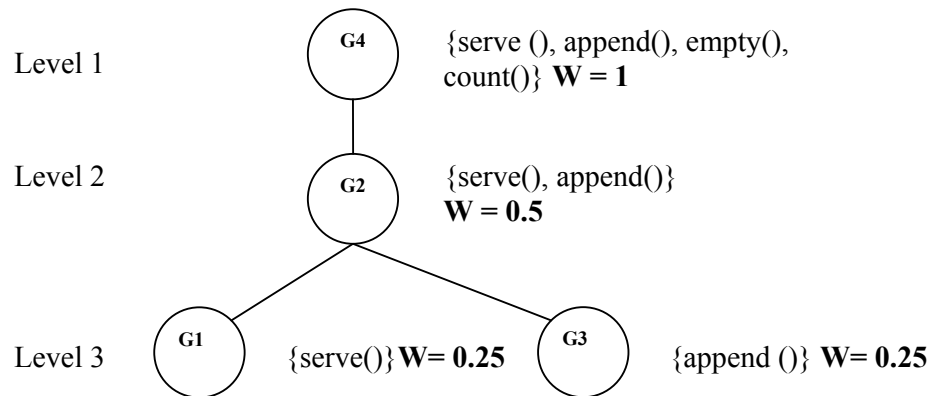 Level 1
G4
{serve (), append(), empty(),
count()} W = 1
Level 2
G2
{serve(), append()}
W = 0.5
Level 3
G1
{serve()} W= 0.25
G3
{append ()} W= 0.25